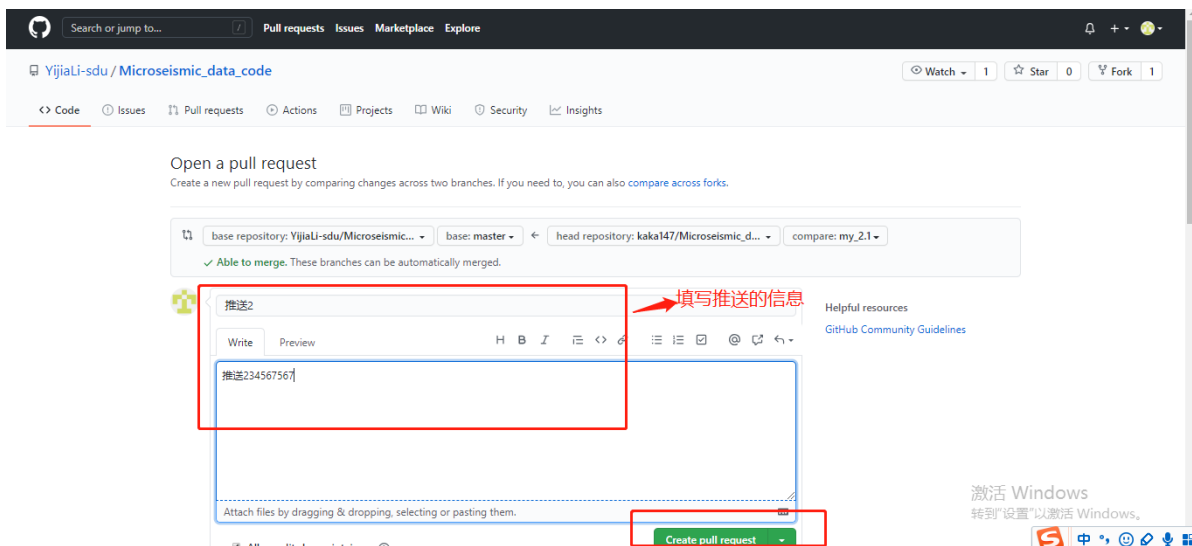 Search or jump to... /
Pull requests Issues Marketplace Explore
YijiaLi-sdu / Microseismic_data_code
Watch 1 Star 0 Fork 1
Code Issues Pull requests Actions Projects Wiki Security Insights
Open a pull request
Create a new pull request by comparing changes across two branches. If you need to, you can also compare across forks.
base repository: YijiaLi-sdu/Microseismic... base: master ← head repository: kaka147/Microseismic_d... compare: my_2.1
✓ Able to merge. These branches can be automatically merged.
推送2
填写推送的信息
Helpful resources
GitHub Community Guidelines
Write Preview
H B I
推送234567567
Attach files by dragging & dropping, selecting or pasting them.
Create pull request
激活 Windows
转到"设置"以激活 Windows。
中